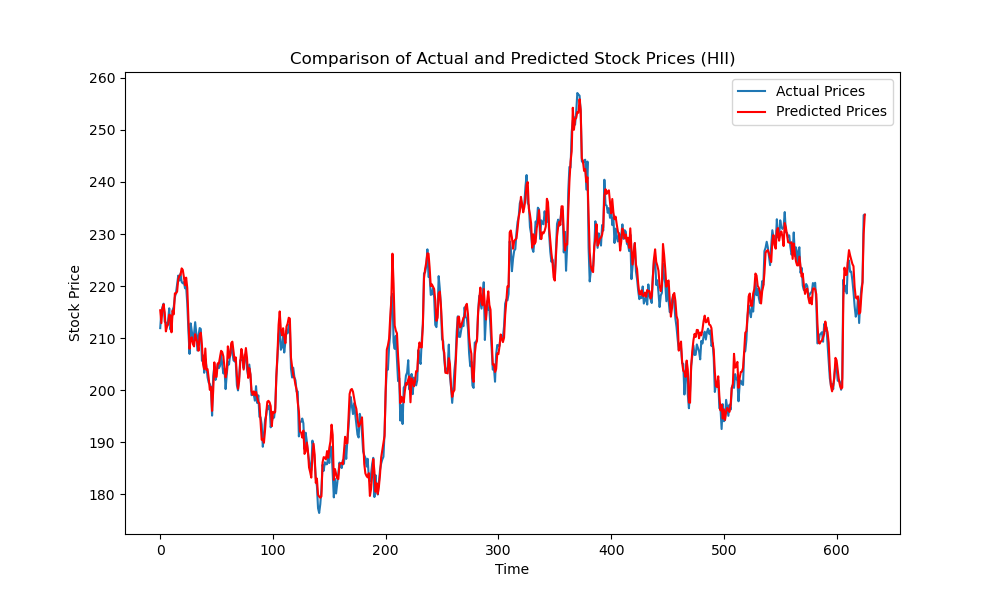 Comparison of Actual and Predicted Stock Prices (HII)
Actual Prices
Predicted Prices
Stock Price
260
250
240
230
220
210
200
190
180
0 100 200 300 400 500 600
Time